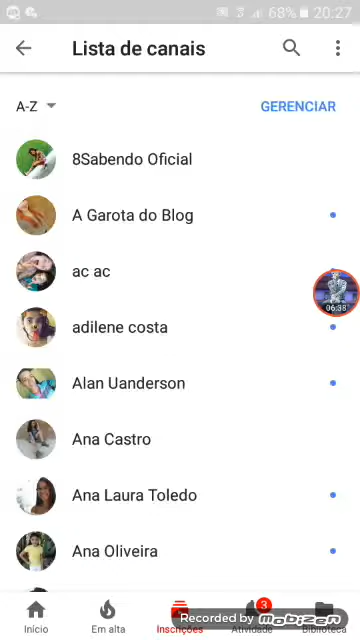 68% 20:27
Lista de canais
A-Z GERENCIAR
8Sabendo Oficial
A Garota do Blog
ac ac
06:38
adilene costa
Alan Uanderson
Ana Castro
Ana Laura Toledo
Ana Oliveira
3
Recorded by mobizen
Início Em alta Inscrições Atividade Biblioteca